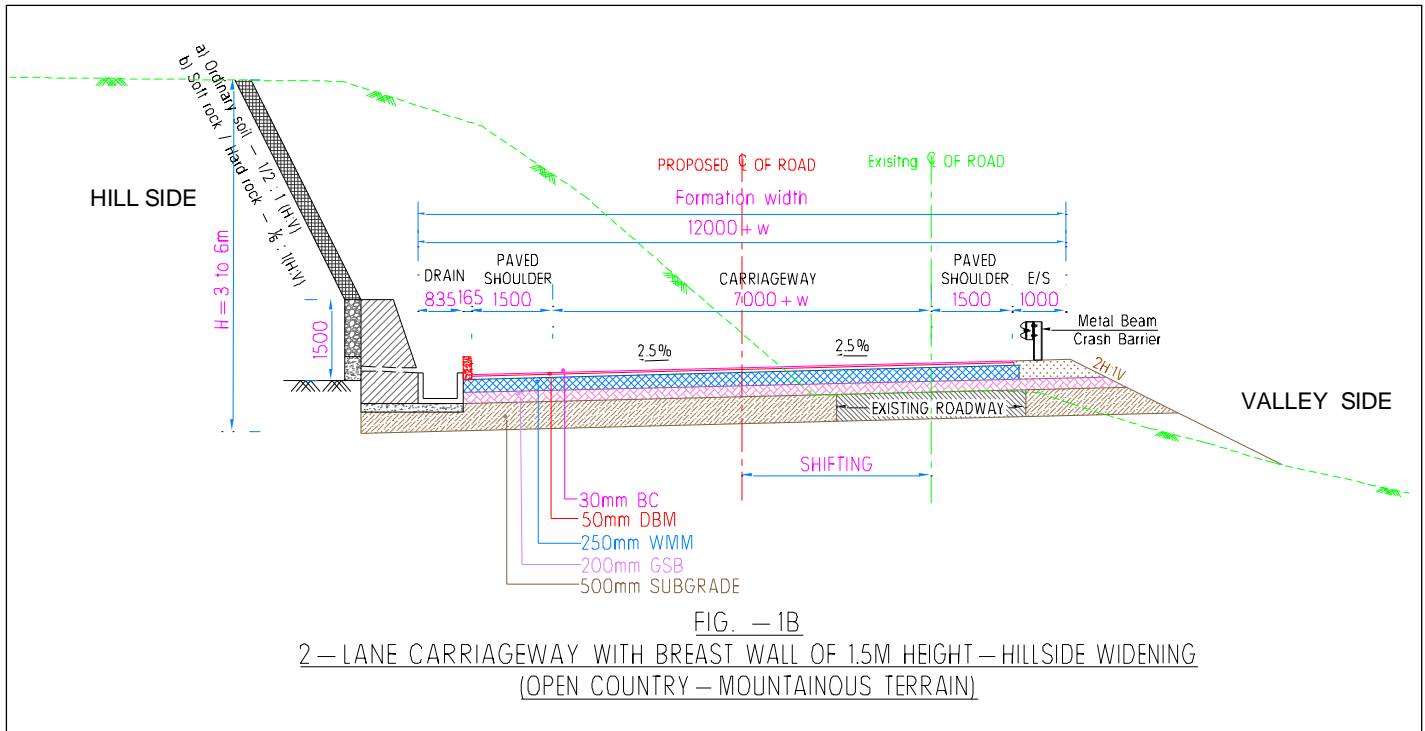 a) Ordinary soil – 1/2 : 1 (H:V)
b) Soft rock / Hard rock – 1/6 : 1(H:V)
HILL SIDE
H = 3 to 6m
1500
PROPOSED ℄ OF ROAD
Exisitng ℄ OF ROAD
Formation width
12000+w
DRAIN
835
165
PAVED
SHOULDER
1500
CARRIAGEWAY
7000+w
PAVED
SHOULDER
1500
E/S
1000
Metal Beam
Crash Barrier
2.5%
2.5%
2H:1V
EXISTING ROADWAY
VALLEY SIDE
SHIFTING
30mm BC
50mm DBM
250mm WMM
200mm GSB
500mm SUBGRADE
FIG. –1B
2–LANE CARRIAGEWAY WITH BREAST WALL OF 1.5M HEIGHT–HILLSIDE WIDENING
(OPEN COUNTRY–MOUNTAINOUS TERRAIN)